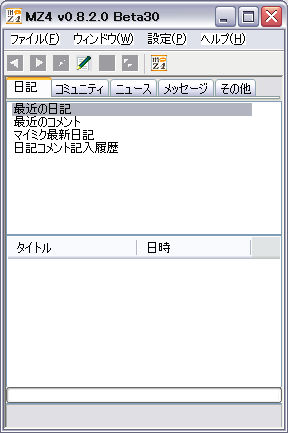 MZ4 v0.8.2.0 Beta30
ファイル(F) ウィンドウ(W) 設定(P) ヘルプ(H)
日記 コミュニティ ニュース メッセージ その他
最近の日記
最近のコメント
マイミク最新日記
日記コメント記入履歴
タイトル 日時